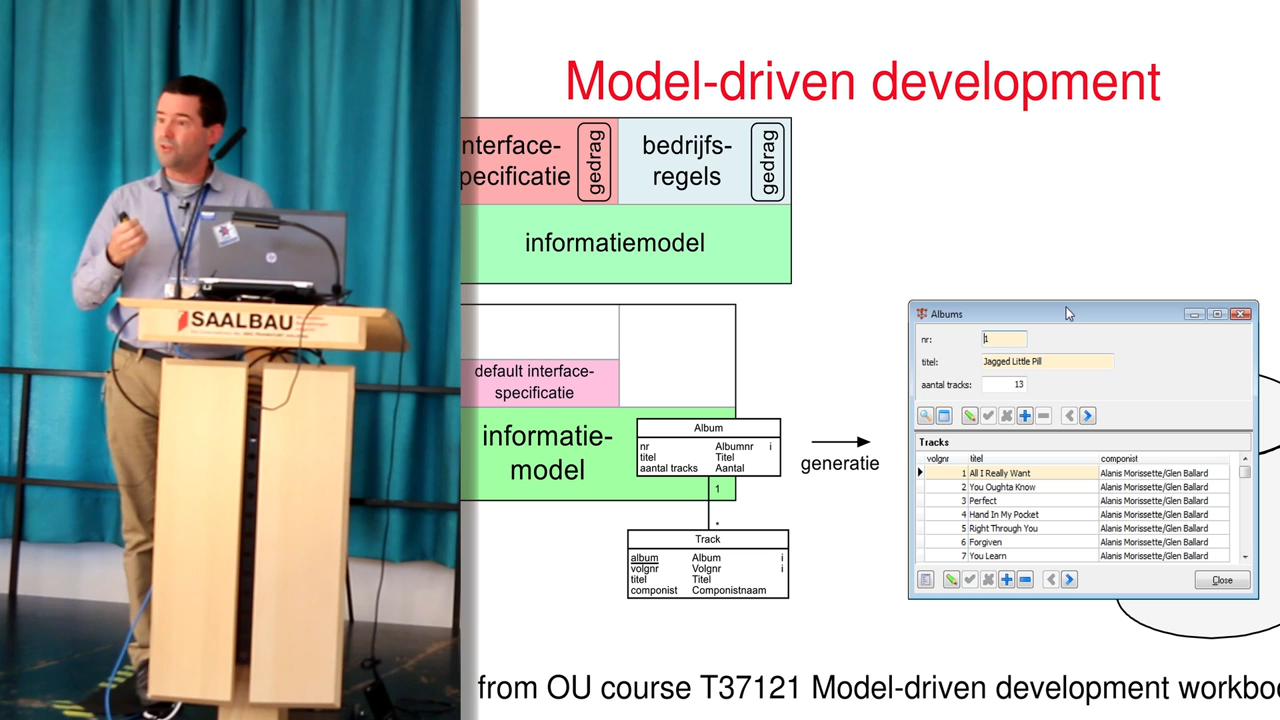 Model-driven development
nterface-
pecificatie
gedrag
bedrijfs-
regels
gedrag
informatiemodel
default interface-
specificatie
informatie-
model
Album
nr Albumnr i
titel Titel
aantal tracks Aantal
1
*
Track
album Album i
volgnr Volgnr i
titel Titel
componist Componistnaam
generatie
Albums
nr: 1
titel: Jagged Little Pill
aantal tracks: 13
Tracks
volgnr titel componist
1 All I Really Want Alanis Morissette/Glen Ballard
2 You Oughta Know Alanis Morissette/Glen Ballard
3 Perfect Alanis Morissette/Glen Ballard
4 Hand In My Pocket Alanis Morissette/Glen Ballard
5 Right Through You Alanis Morissette/Glen Ballard
6 Forgiven Alanis Morissette/Glen Ballard
7 You Learn Alanis Morissette/Glen Ballard
Close
from OU course T37121 Model-driven development workboo
SAALBAU
hp